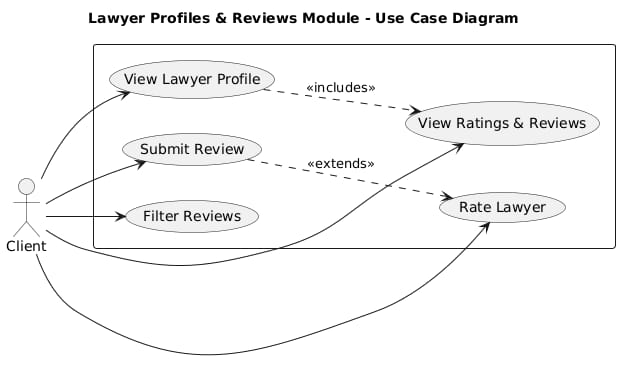 Lawyer Profiles & Reviews Module - Use Case Diagram
View Lawyer Profile
«includes»
View Ratings & Reviews
Submit Review
«extends»
Rate Lawyer
Filter Reviews
Client